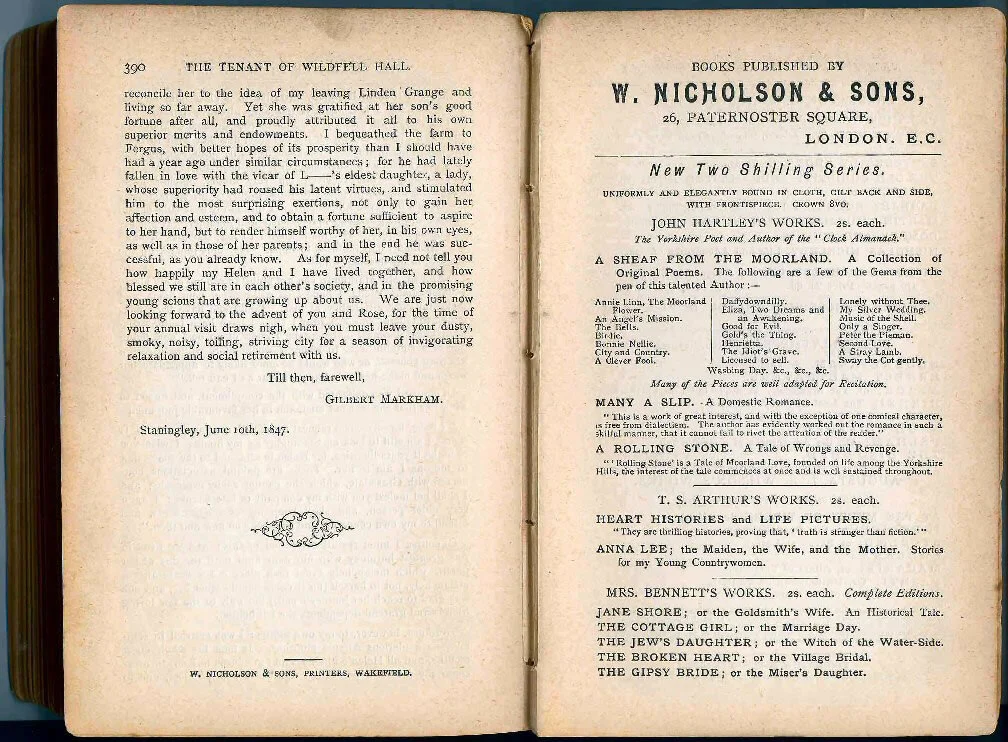 390 THE TENANT OF WILDFELL HALL.
reconcile her to the idea of my leaving Linden Grange and
living so far away. Yet she was gratified at her son's good
fortune after all, and proudly attributed it all to his own
superior merits and endowments. I bequeathed the farm to
Fergus, with better hopes of its prosperity than I should have
had a year ago under similar circumstances; for he had lately
fallen in love with the vicar of L——'s eldest daughter, a lady,
whose superiority had roused his latent virtues, and stimulated
him to the most surprising exertions, not only to gain her
affection and esteem, and to obtain a fortune sufficient to aspire
to her hand, but to render himself worthy of her, in his own eyes,
as well as in those of her parents; and in the end he was suc-
cessful, as you already know. As for myself, I need not tell you
how happily my Helen and I have lived together, and how
blessed we still are in each other's society, and in the promising
young scions that are growing up about us. We are just now
looking forward to the advent of you and Rose, for the time of
your annual visit draws nigh, when you must leave your dusty,
smoky, noisy, toiling, striving city for a season of invigorating
relaxation and social retirement with us.
Till then, farewell,
GILBERT MARKHAM.
Staningley, June 10th, 1847.
W. NICHOLSON & SONS, PRINTERS, WAKEFIELD.
BOOKS PUBLISHED BY
W. NICHOLSON & SONS,
26, PATERNOSTER SQUARE,
LONDON. E.C.
New Two Shilling Series.
UNIFORMLY AND ELEGANTLY BOUND IN CLOTH, GILT BACK AND SIDE,
WITH FRONTISPIECE. CROWN 8VO.
JOHN HARTLEY'S WORKS. 2s. each.
The Yorkshire Poet and Author of the "Clock Almanack."
A SHEAF FROM THE MOORLAND. A Collection of
Original Poems. The following are a few of the Gems from the
pen of this talented Author:—
Annie Linn, The Moorland
Flower.
An Angel's Mission.
The Bells.
Birdie.
Bonnie Nellie.
City and Country.
A Clever Fool.
Daffydowndilly.
Eliza, Two Dreams and
an Awakening.
Good for Evil.
Gold's the Thing.
Henrietta.
The Idiot's Grave.
Licensed to sell.
Lonely without Thee.
My Silver Wedding.
Music of the Shell.
Only a Singer.
Peter the Pieman.
Second Love.
A Stray Lamb.
Sway the Cot gently.
Washing Day. &c., &c., &c.
Many of the Pieces are well adapted for Recitation.
MANY A SLIP. A Domestic Romance.
"This is a work of great interest, and with the exception of one comical character,
is free from dialectism. The author has evidently worked out the romance in such a
skilful manner, that it cannot fail to rivet the attention of the reader."
A ROLLING STONE. A Tale of Wrongs and Revenge.
"'Rolling Stone' is a Tale of Moorland Love, founded on life among the Yorkshire
Hills, the interest of the tale commences at once and is well sustained throughout.
T. S. ARTHUR'S WORKS. 2s. each.
HEART HISTORIES and LIFE PICTURES.
"They are thrilling histories, proving that, 'truth is stranger than fiction.'"
ANNA LEE; the Maiden, the Wife, and the Mother. Stories
for my Young Countrywomen.
MRS. BENNETT'S WORKS. 2s. each. Complete Editions.
JANE SHORE; or the Goldsmith's Wife. An Historical Tale.
THE COTTAGE GIRL; or the Marriage Day.
THE JEW'S DAUGHTER; or the Witch of the Water-Side.
THE BROKEN HEART; or the Village Bridal.
THE GIPSY BRIDE; or the Miser's Daughter.